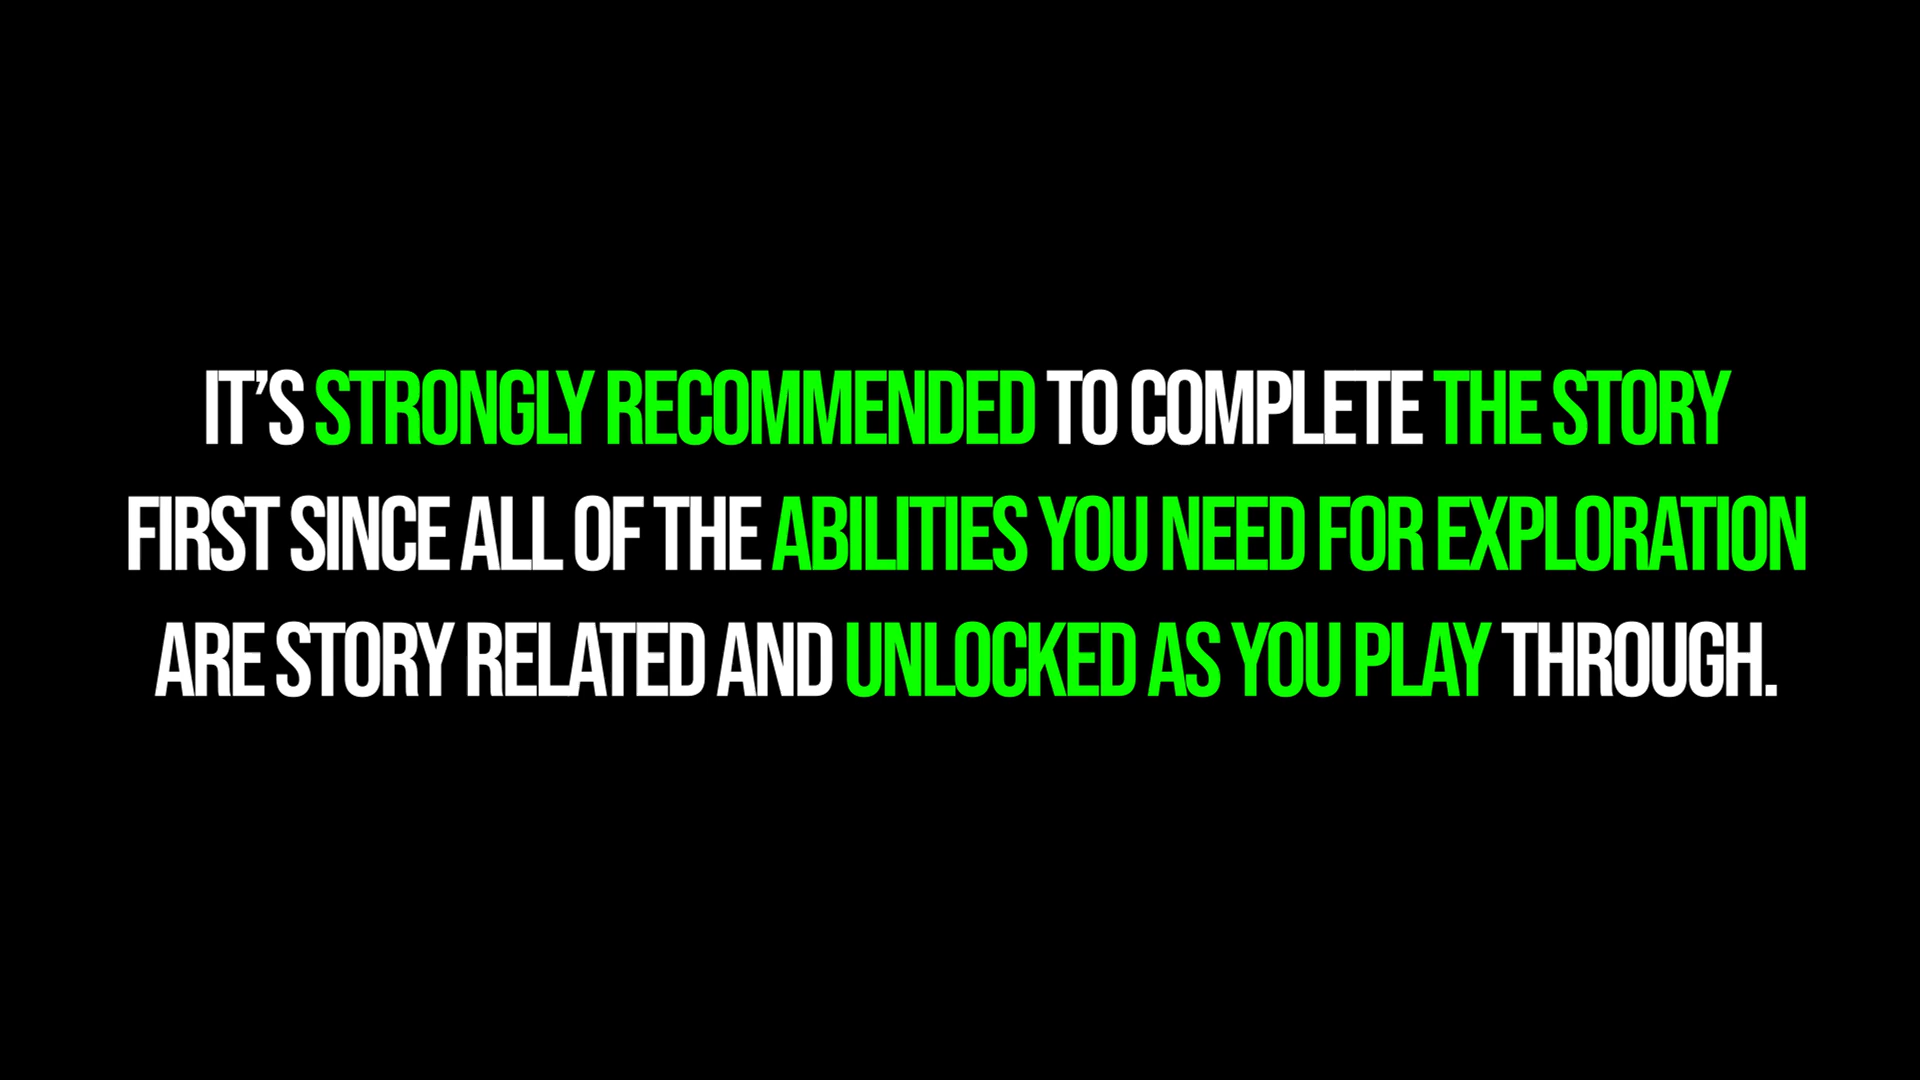 IT’S STRONGLY RECOMMENDED TO COMPLETE THE STORY
FIRST SINCE ALL OF THE ABILITIES YOU NEED FOR EXPLORATION
ARE STORY RELATED AND UNLOCKED AS YOU PLAY THROUGH.